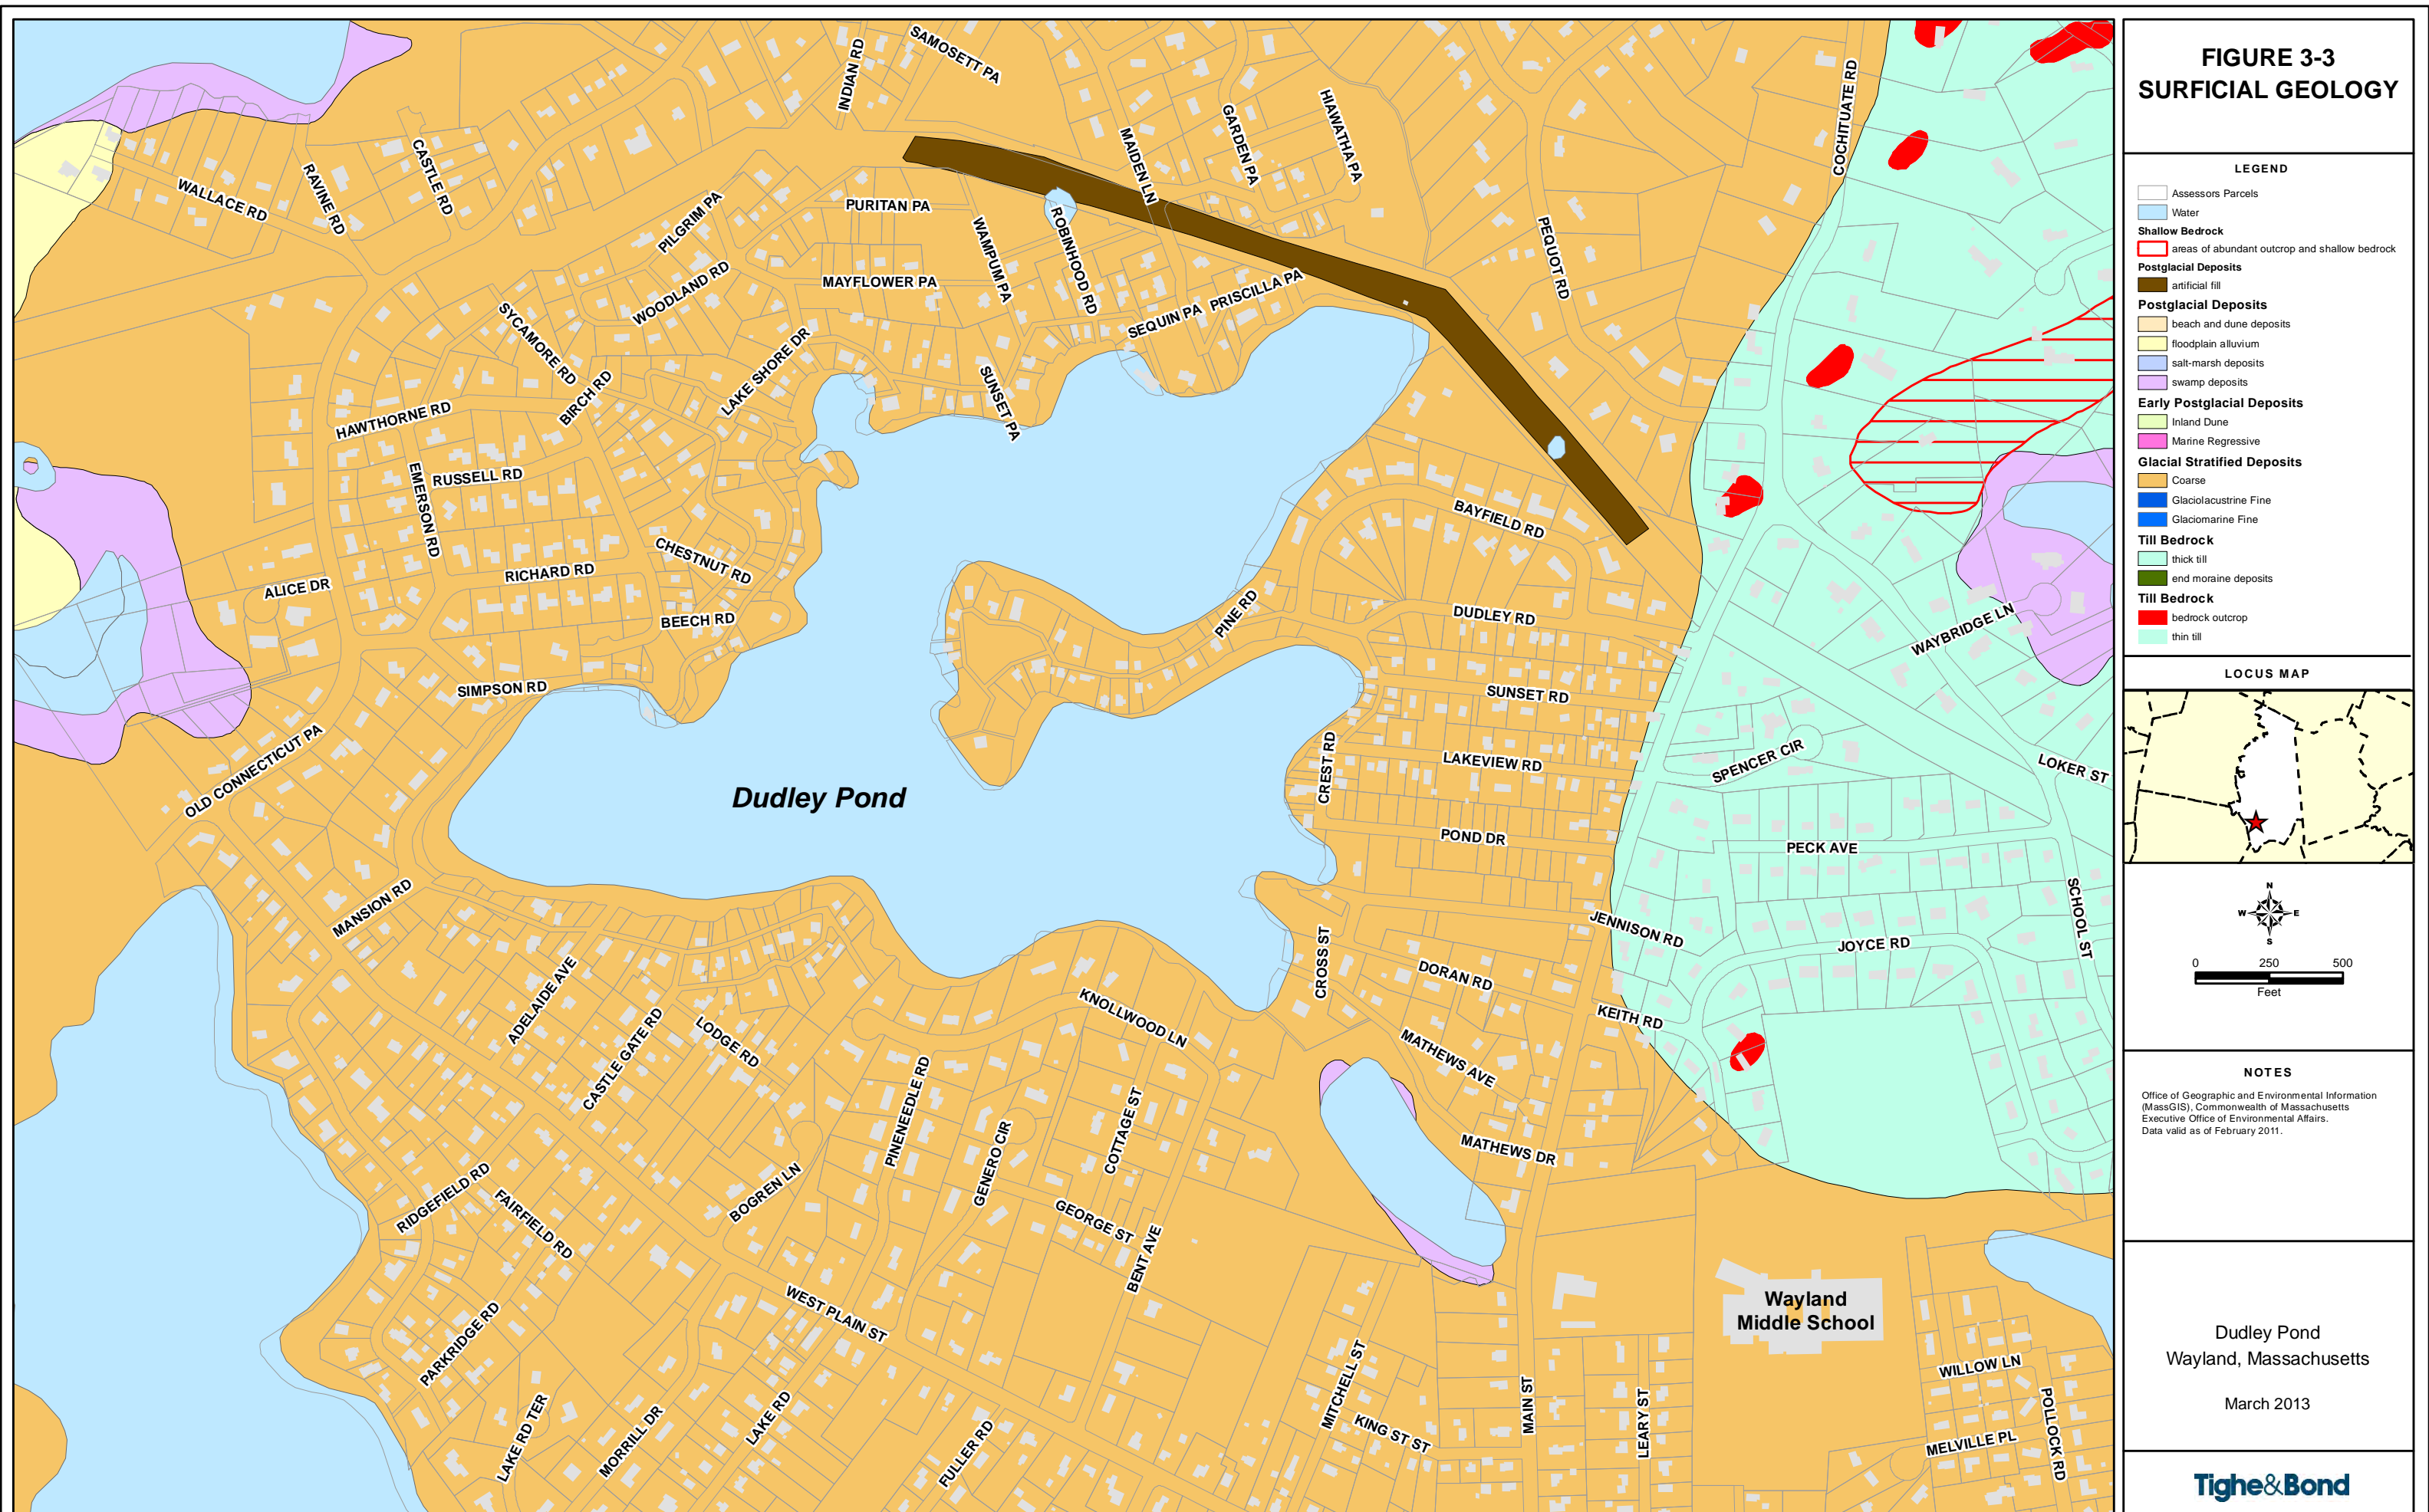 SAMOSETT PA
INDIAN RD
COCHITUATE RD
HIAWATHA PA
GARDEN PA
MAIDEN LN
CASTLE RD
RAVINE RD
WALLACE RD
PURITAN PA
PILGRIM PA
WAMPUM PA
ROBINHOOD RD
PEQUOT RD
WOODLAND RD
MAYFLOWER PA
SEQUIN PA
PRISCILLA PA
SYCAMORE RD
LAKE SHORE DR
BIRCH RD
SUNSET PA
HAWTHORNE RD
RUSSELL RD
EMERSON RD
BAYFIELD RD
CHESTNUT RD
RICHARD RD
ALICE DR
BEECH RD
PINE RD
DUDLEY RD
WAYBRIDGE LN
SIMPSON RD
SUNSET RD
OLD CONNECTICUT PA
CREST RD
LAKEVIEW RD
SPENCER CIR
LOKER ST
Dudley Pond
POND DR
PECK AVE
MANSION RD
SCHOOL ST
JENNISON RD
JOYCE RD
CROSS ST
DORAN RD
ADELAIDE AVE
CASTLE GATE RD
LODGE RD
KNOLLWOOD LN
KEITH RD
MATHEWS AVE
PINENEEDLE RD
COTTAGE ST
GENERO CIR
MATHEWS DR
BOGREN LN
RIDGEFIELD RD
FAIRFIELD RD
GEORGE ST
BENT AVE
WEST PLAIN ST
Wayland
Middle School
PARKRIDGE RD
MITCHELL ST
WILLOW LN
LAKE RD TER
MORRILL DR
LAKE RD
FULLER RD
KING ST ST
MAIN ST
LEARY ST
MELVILLE PL
POLLOCK RD
FIGURE 3-3
SURFICIAL GEOLOGY
LEGEND
Assessors Parcels
Water
Shallow Bedrock
areas of abundant outcrop and shallow bedrock
Postglacial Deposits
artificial fill
Postglacial Deposits
beach and dune deposits
floodplain alluvium
salt-marsh deposits
swamp deposits
Early Postglacial Deposits
Inland Dune
Marine Regressive
Glacial Stratified Deposits
Coarse
Glaciolacustrine Fine
Glaciomarine Fine
Till Bedrock
thick till
end moraine deposits
Till Bedrock
bedrock outcrop
thin till
LOCUS MAP
N
W E
S
0 250 500
Feet
NOTES
Office of Geographic and Environmental Information
(MassGIS), Commonwealth of Massachusetts
Executive Office of Environmental Affairs.
Data valid as of February 2011.
Dudley Pond
Wayland, Massachusetts
March 2013
Tighe&Bond